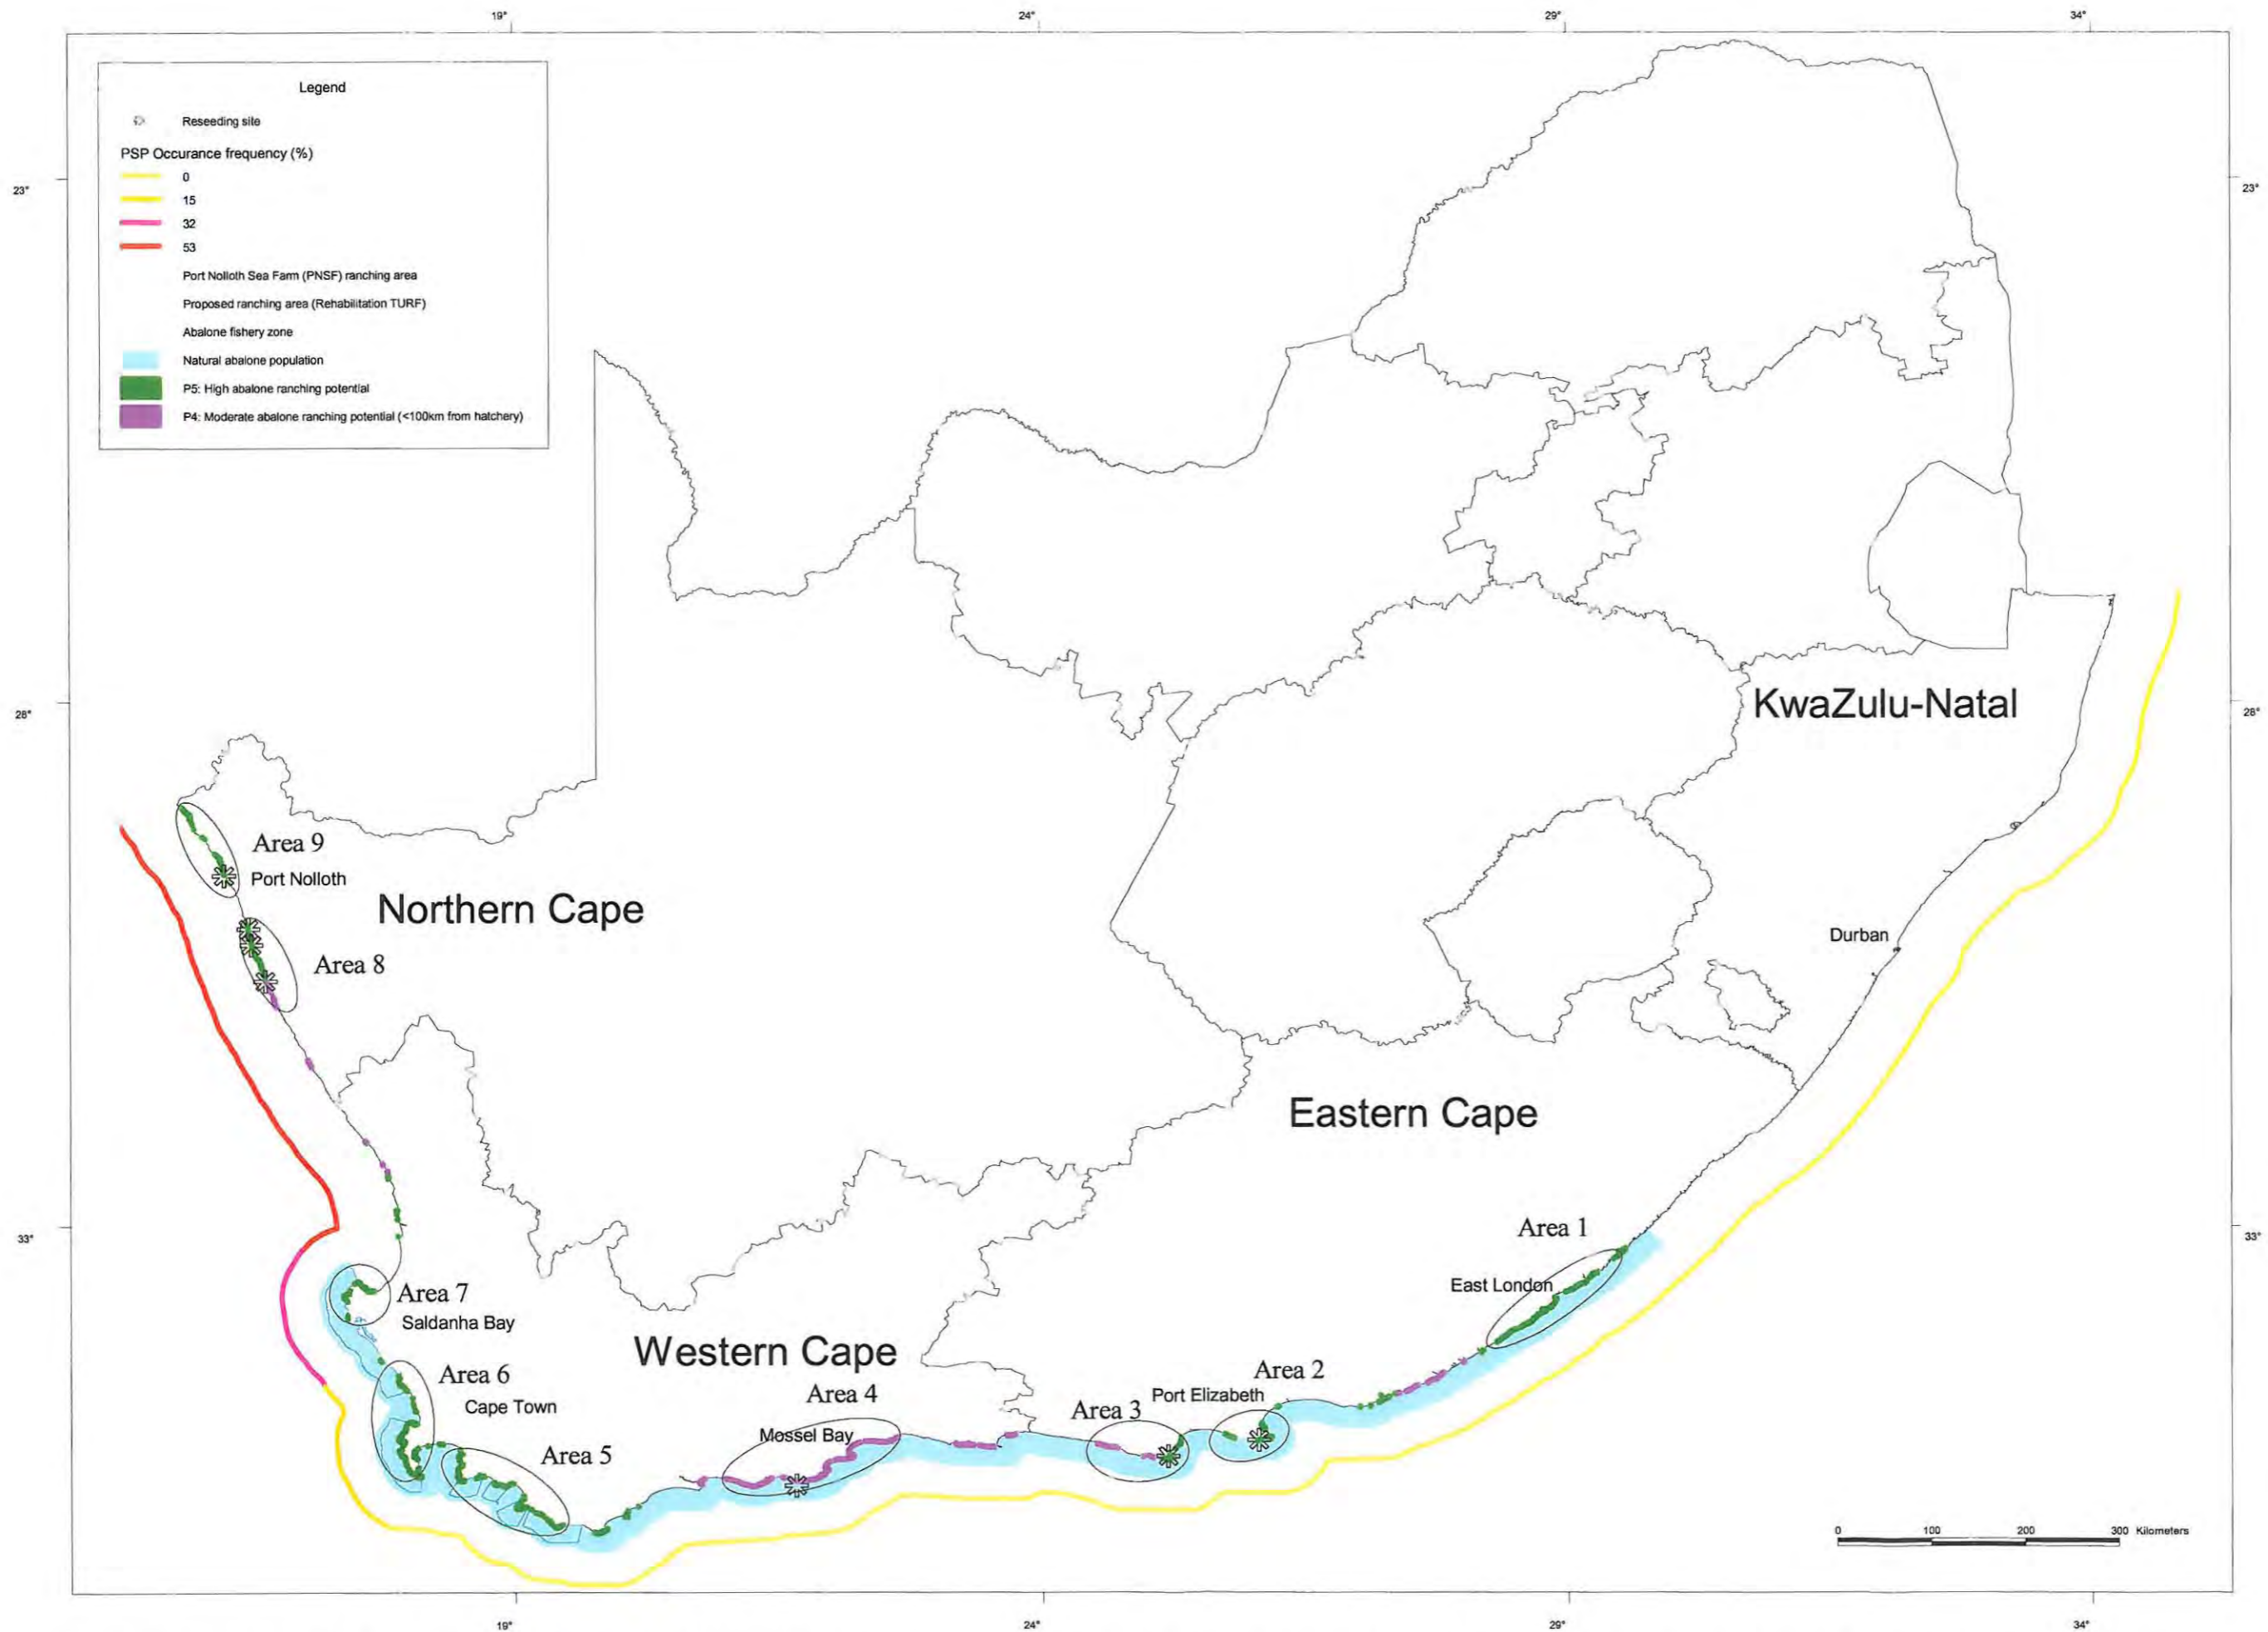 19°
24°
29°
34°
Legend
Reseeding site
PSP Occurance frequency (%)
0
15
32
53
Port Nolloth Sea Farm (PNSF) ranching area
Proposed ranching area (Rehabilitation TURF)
Abalone fishery zone
Natural abalone population
P5: High abalone ranching potential
P4: Moderate abalone ranching potential (<100km from hatchery)
23°
23°
28°
28°
KwaZulu-Natal
Area 9
Port Nolloth
Northern Cape
Durban
Area 8
Eastern Cape
33°
33°
Area 1
East London
Area 7
Saldanha Bay
Western Cape
Area 6
Cape Town
Area 4
Mossel Bay
Area 2
Port Elizabeth
Area 3
Area 5
0 100 200 300 Kilometers
19°
24°
29°
34°